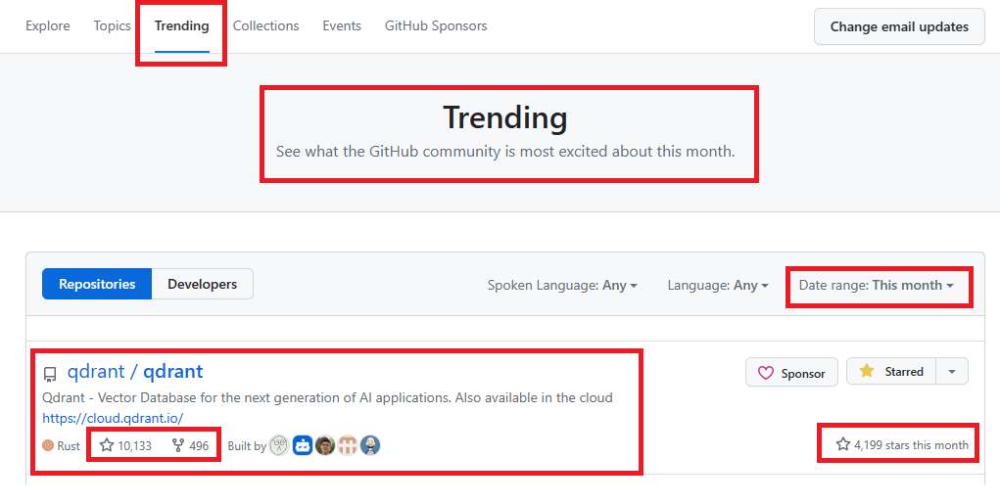 Explore Topics Trending Collections Events GitHub Sponsors Change email updates
Trending
See what the GitHub community is most excited about this month.
Repositories Developers Spoken Language: Any Language: Any Date range: This month
qdrant / qdrant Sponsor Starred
Qdrant - Vector Database for the next generation of AI applications. Also available in the cloud
https://cloud.qdrant.io/
Rust 10,133 496 Built by 4,199 stars this month